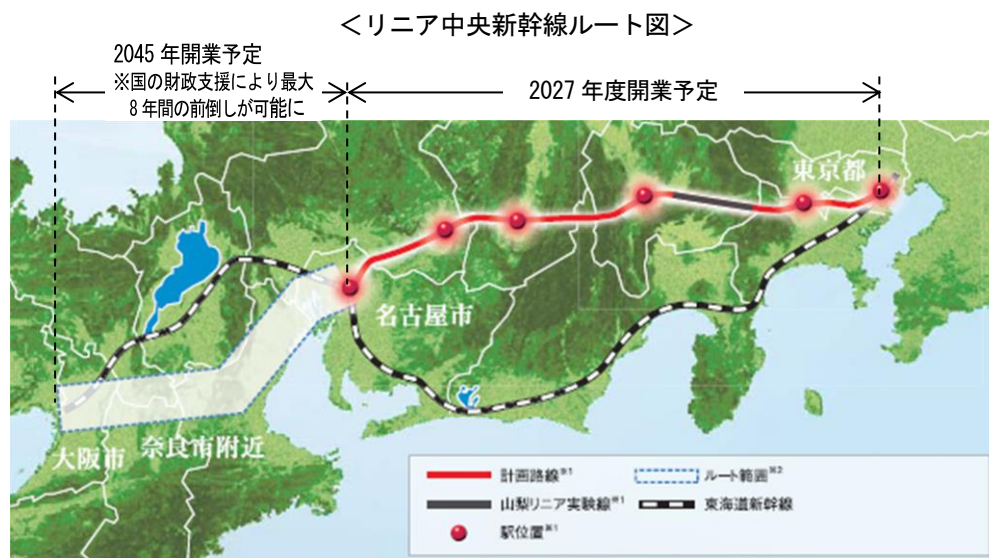 ＜リニア中央新幹線ルート図＞
2045 年開業予定
※国の財政支援により最大
8 年間の前倒しが可能に
2027 年度開業予定
東京都
名古屋市
大阪市
奈良市附近
計画路線※1
ルート範囲※2
山梨リニア実験線※1
東海道新幹線
駅位置※1